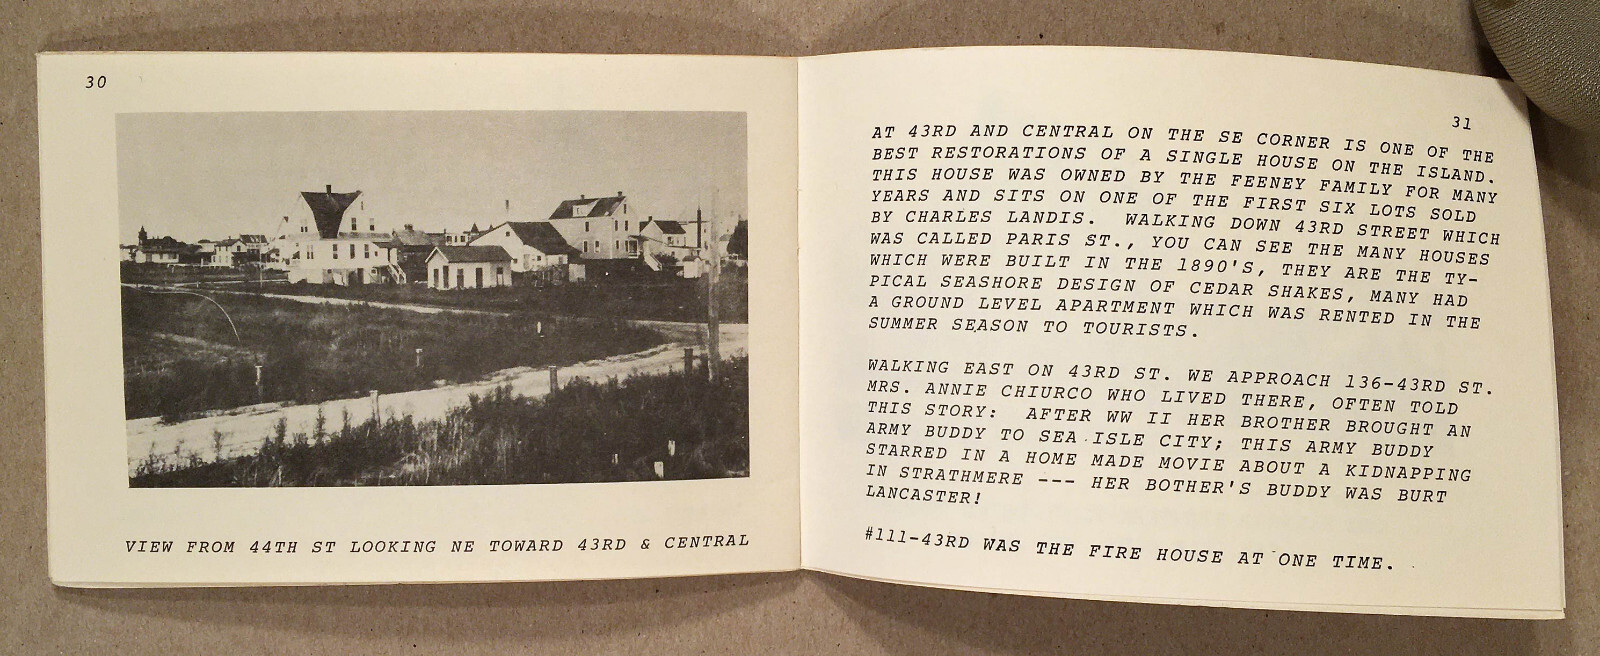 30
VIEW FROM 44TH ST LOOKING NE TOWARD 43RD & CENTRAL
31
AT 43RD AND CENTRAL ON THE SE CORNER IS ONE OF THE
BEST RESTORATIONS OF A SINGLE HOUSE ON THE ISLAND.
THIS HOUSE WAS OWNED BY THE FEENEY FAMILY FOR MANY
YEARS AND SITS ON ONE OF THE FIRST SIX LOTS SOLD
BY CHARLES LANDIS. WALKING DOWN 43RD STREET WHICH
WAS CALLED PARIS ST., YOU CAN SEE THE MANY HOUSES
WHICH WERE BUILT IN THE 1890'S, THEY ARE THE TY-
PICAL SEASHORE DESIGN OF CEDAR SHAKES, MANY HAD
A GROUND LEVEL APARTMENT WHICH WAS RENTED IN THE
SUMMER SEASON TO TOURISTS.
WALKING EAST ON 43RD ST. WE APPROACH 136-43RD ST.
MRS. ANNIE CHIURCO WHO LIVED THERE, OFTEN TOLD
THIS STORY: AFTER WW II HER BROTHER BROUGHT AN
ARMY BUDDY TO SEA ISLE CITY; THIS ARMY BUDDY
STARRED IN A HOME MADE MOVIE ABOUT A KIDNAPPING
IN STRATHMERE --- HER BOTHER'S BUDDY WAS BURT
LANCASTER!
#111-43RD WAS THE FIRE HOUSE AT ONE TIME.